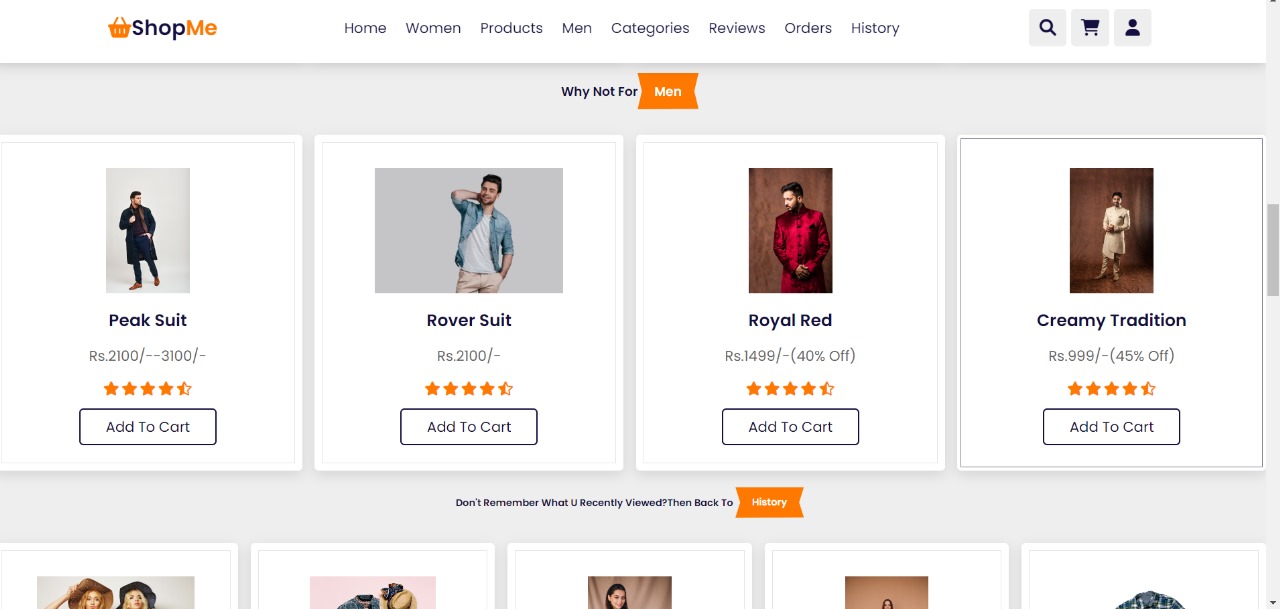 ShopMe
Home Women Products Men Categories Reviews Orders History
Why Not For Men
Peak Suit
Rs.2100/--3100/-
Add To Cart
Rover Suit
Rs.2100/-
Add To Cart
Royal Red
Rs.1499/-(40% Off)
Add To Cart
Creamy Tradition
Rs.999/-(45% Off)
Add To Cart
Don't Remember What U Recently Viewed?Then Back To History